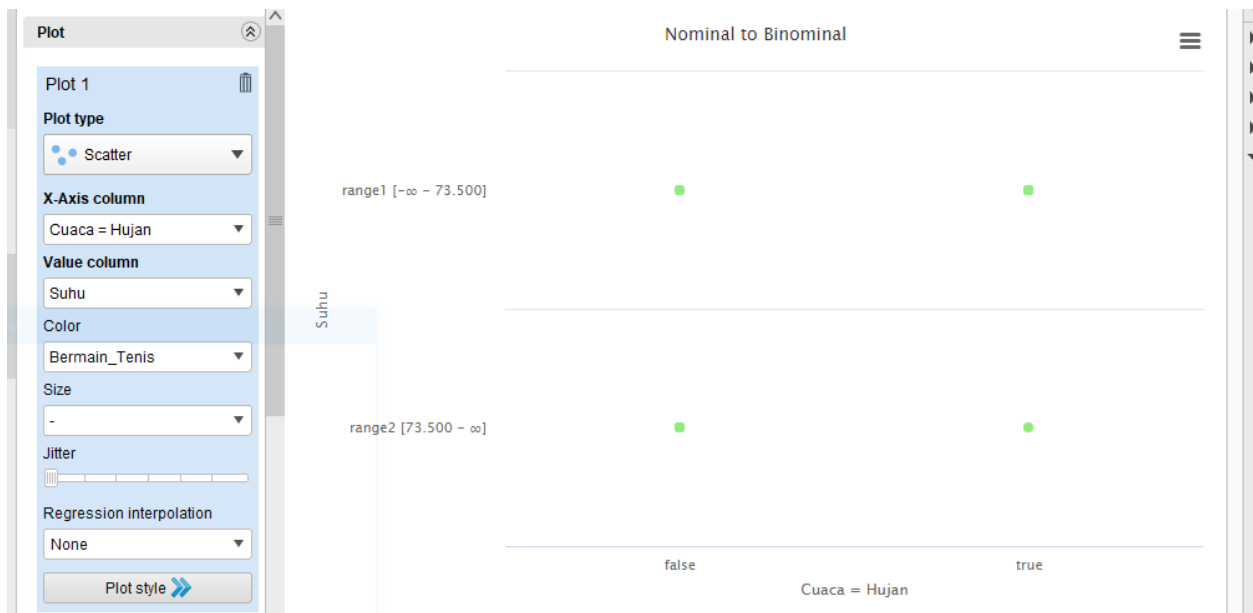 Plot
Plot 1
Plot type
Scatter
X-Axis column
Cuaca = Hujan
Value column
Suhu
Color
Bermain_Tenis
Size
-
Jitter
Regression interpolation
None
Plot style
Nominal to Binominal
range1 [-∞ - 73.500]
Suhu
range2 [73.500 - ∞]
false
true
Cuaca = Hujan